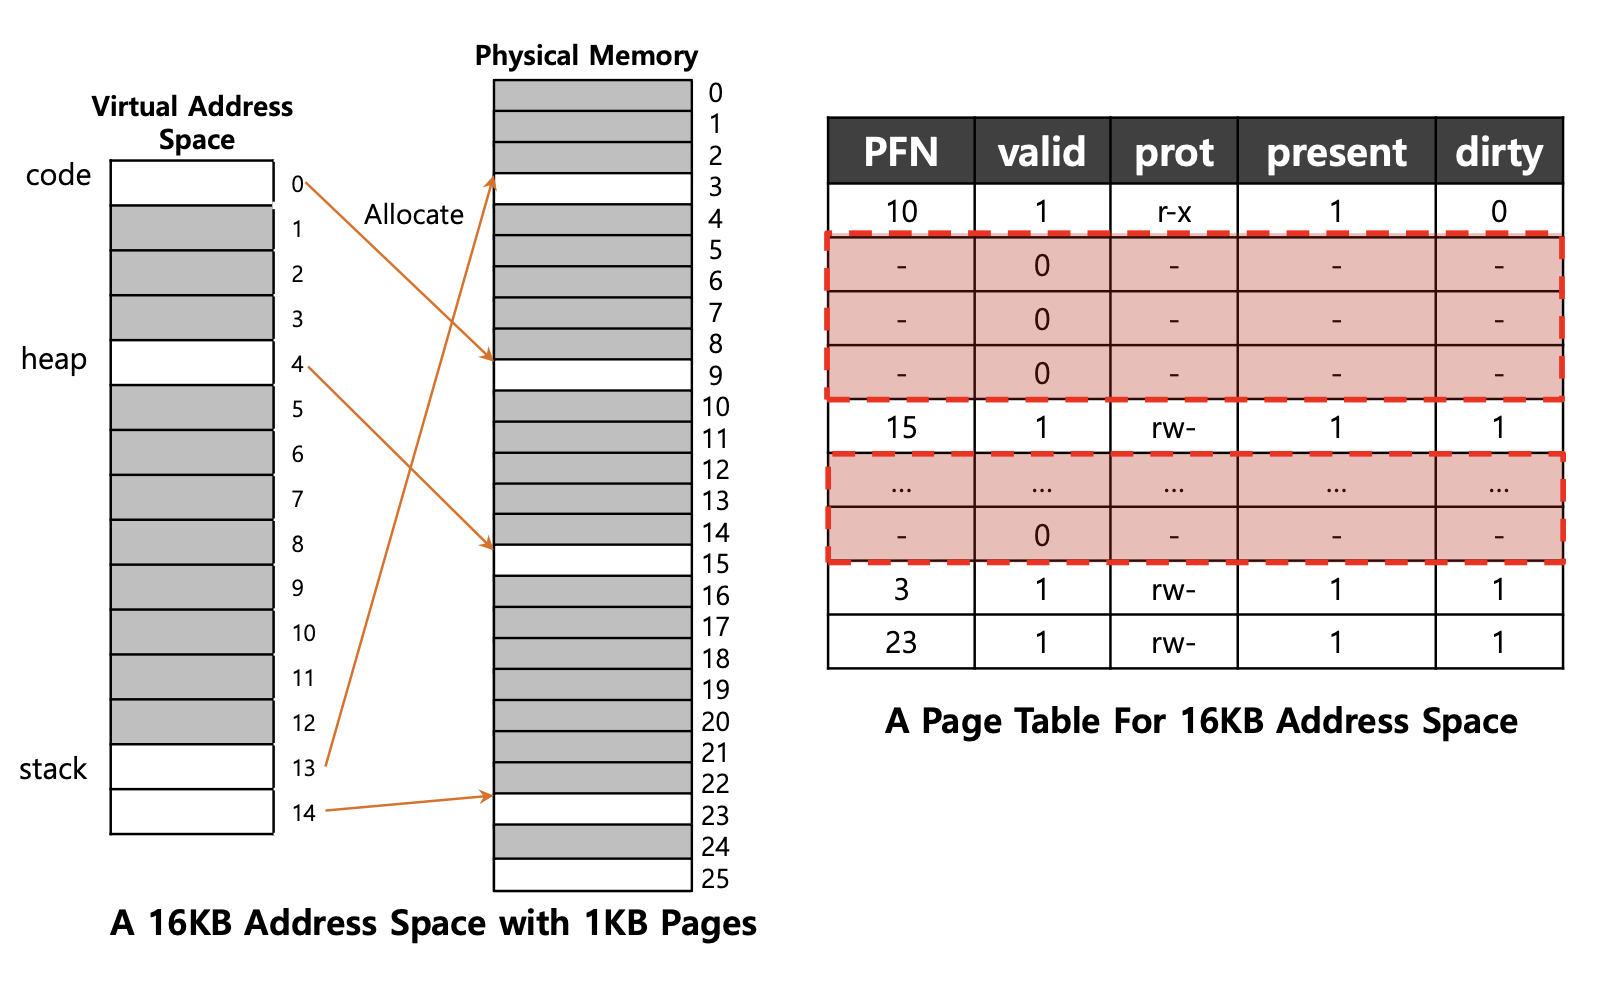 Virtual Address
Space
code
heap
stack
0
1
2
3
4
5
6
7
8
9
10
11
12
13
14
Allocate
Physical Memory
0
1
2
3
4
5
6
7
8
9
10
11
12
13
14
15
16
17
18
19
20
21
22
23
24
25
A 16KB Address Space with 1KB Pages
PFN valid prot present dirty
10 1 r-x 1 0
- 0 - - -
- 0 - - -
- 0 - - -
15 1 rw- 1 1
... ... ... ... ...
- 0 - - -
3 1 rw- 1 1
23 1 rw- 1 1
A Page Table For 16KB Address Space